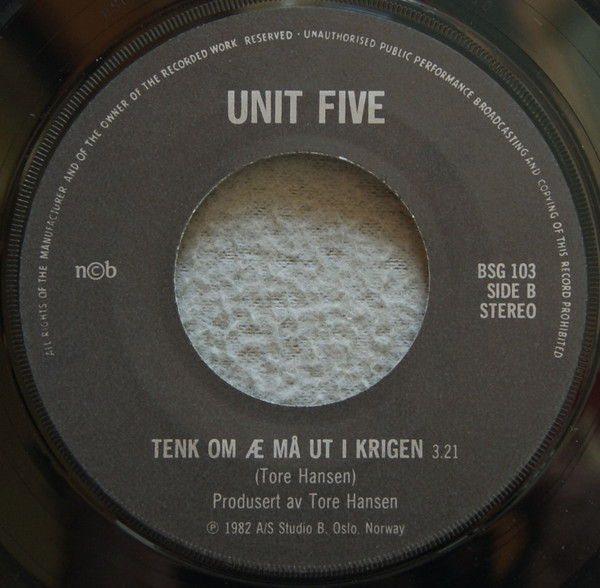 ALL RIGHTS OF THE MANUFACTURER AND OF THE OWNER OF THE RECORDED WORK RESERVED · UNAUTHORISED PUBLIC PERFORMANCE BROADCASTING AND COPYING OF THIS RECORD PROHIBITED
UNIT FIVE
n©b
BSG 103
SIDE B
STEREO
TENK OM Æ MÅ UT I KRIGEN 3.21
(Tore Hansen)
Produsert av Tore Hansen
℗ 1982 A/S Studio B, Oslo, Norway